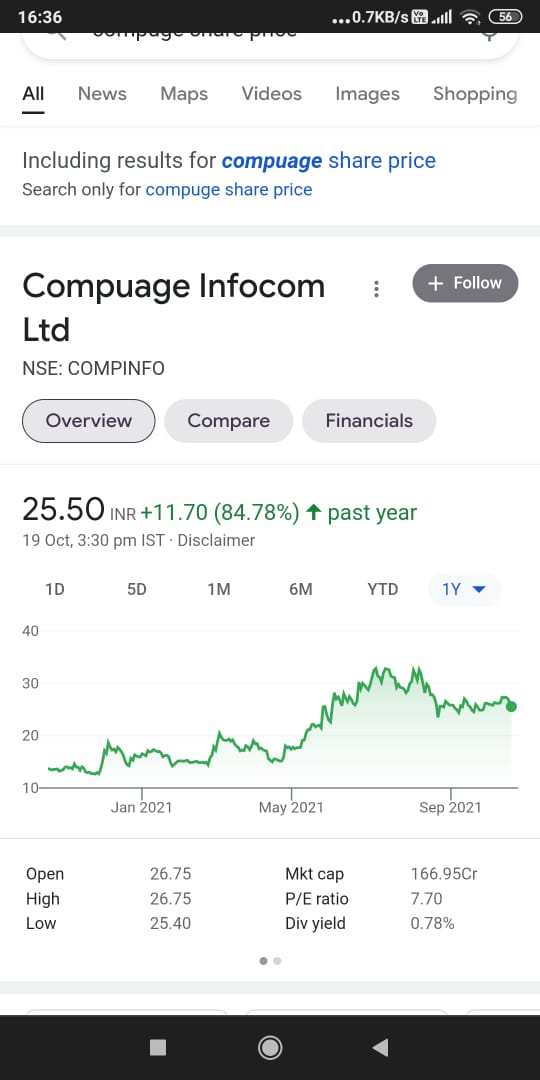 16:36
...0.7KB/s
56
compuge share price
All News Maps Videos Images Shopping
Including results for compuage share price
Search only for compuge share price
Compuage Infocom
Ltd
+ Follow
NSE: COMPINFO
Overview Compare Financials
25.50 INR +11.70 (84.78%) ↑ past year
19 Oct, 3:30 pm IST · Disclaimer
1D 5D 1M 6M YTD 1Y
40
30
20
10
Jan 2021 May 2021 Sep 2021
Open 26.75 Mkt cap 166.95Cr
High 26.75 P/E ratio 7.70
Low 25.40 Div yield 0.78%